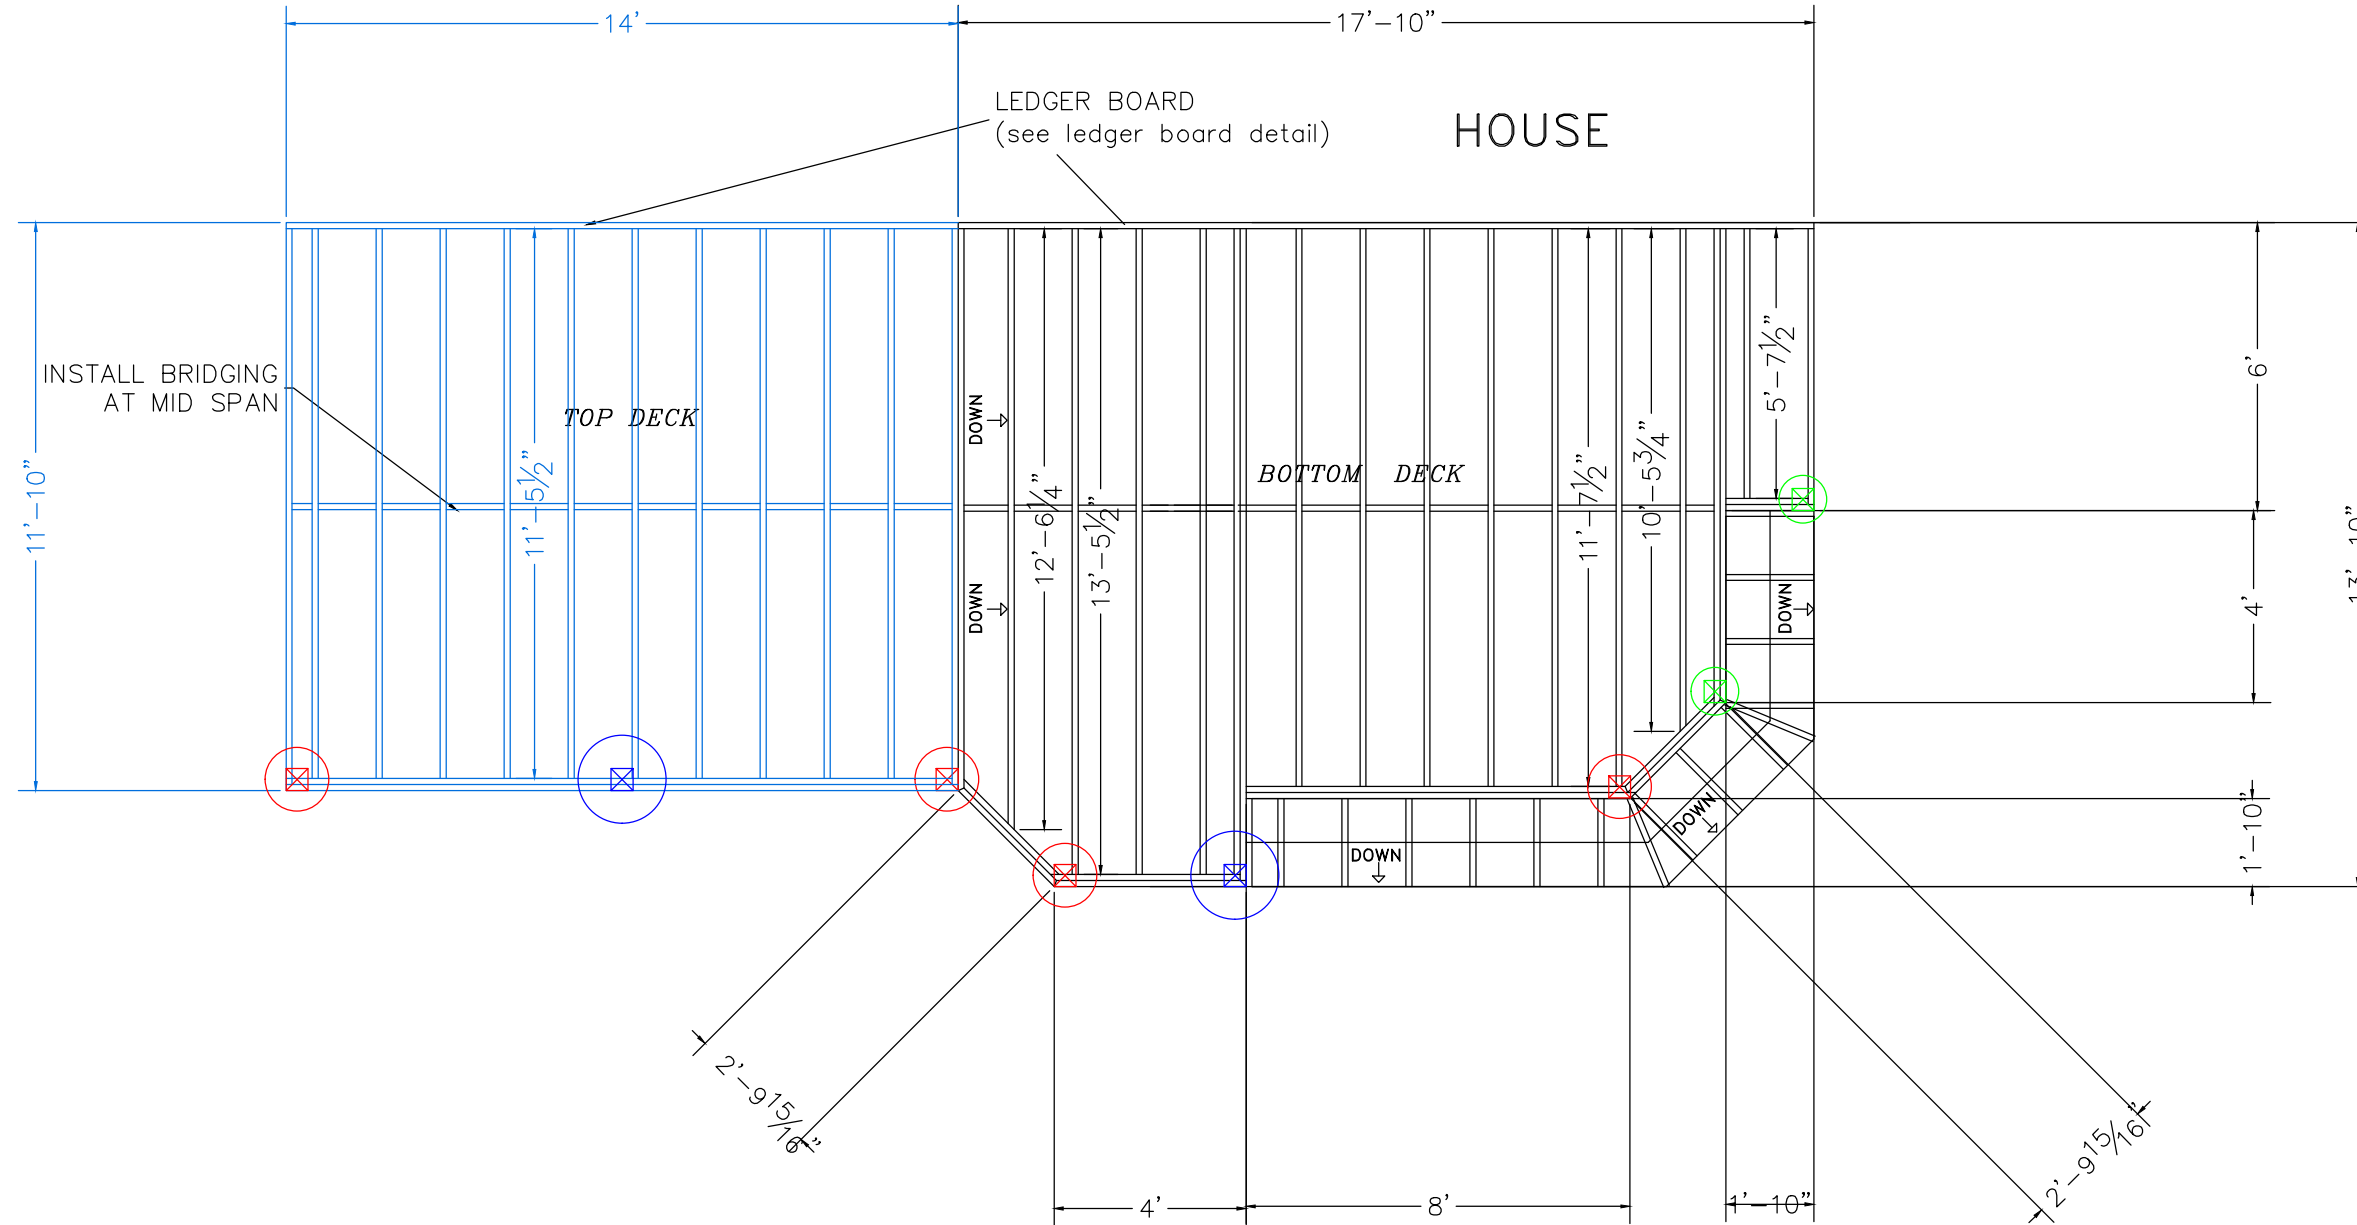 14'
17'-10"
LEDGER BOARD
(see ledger board detail)
HOUSE
INSTALL BRIDGING
AT MID SPAN
TOP DECK
BOTTOM DECK
DOWN
DOWN
DOWN
DOWN
DOWN
11'-10"
11'-5½"
12'-6¼"
13'-5½"
11'-7½"
10'-5¾"
5'-7½"
6'
4'
1'-10"
13'-10"
2'-9 15/16"
2'-9 15/16"
4'
8'
1'-10"